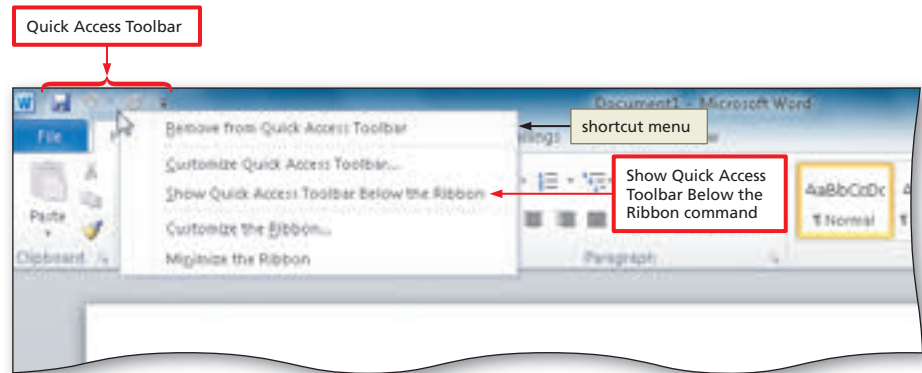 Quick Access Toolbar
W
Document1 - Microsoft Word
File
Remove from Quick Access Toolbar
shortcut menu
Customize Quick Access Toolbar...
Show Quick Access Toolbar Below the Ribbon
Show Quick Access
Toolbar Below the
Ribbon command
AaBbCcDc
Paste
¶ Normal
Customize the Ribbon...
Minimize the Ribbon
Clipboard
Paragraph